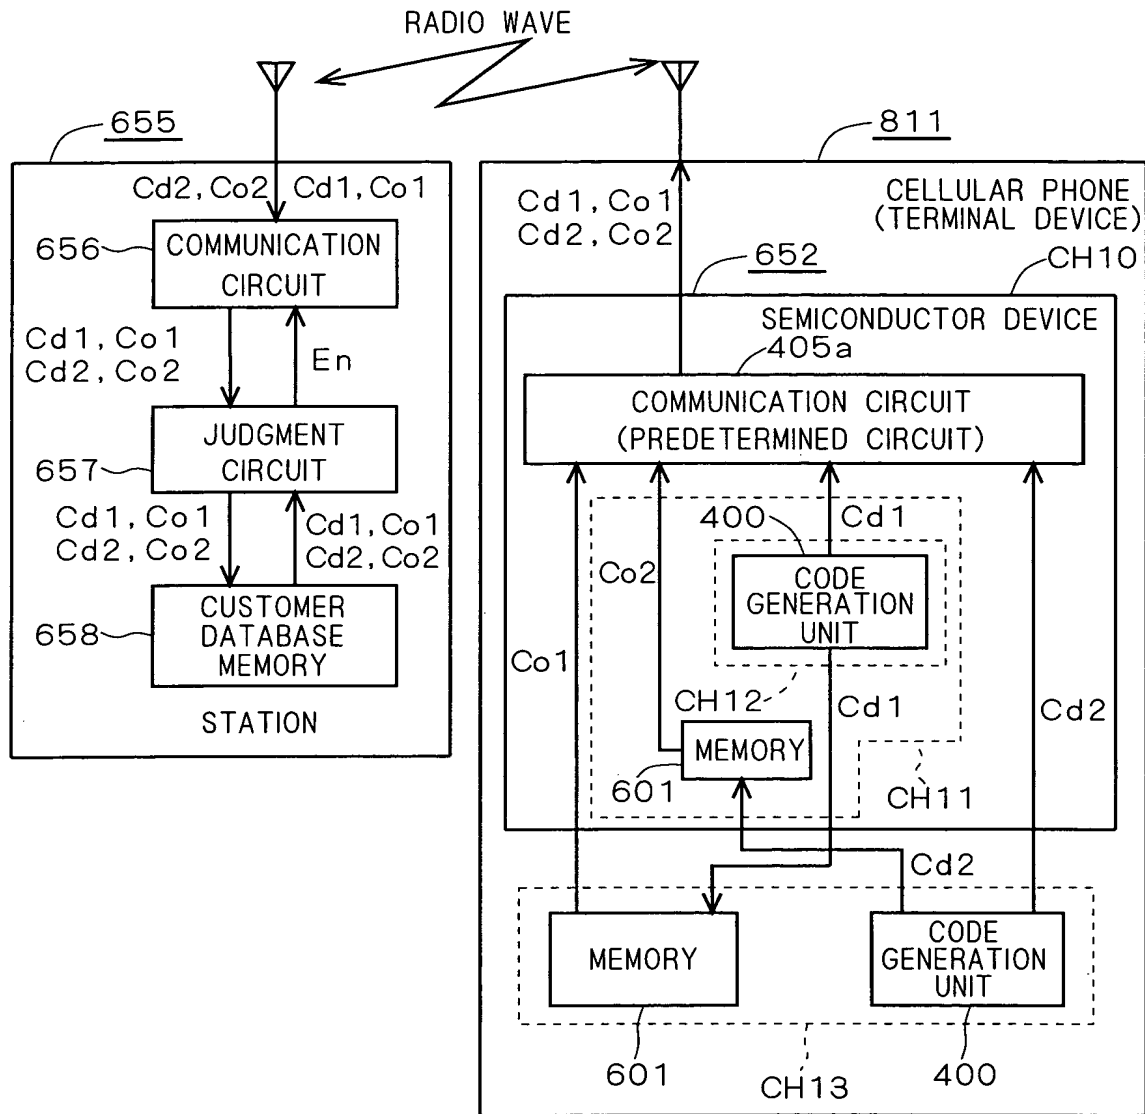 RADIO WAVE
655
Cd2,Co2
Cd1,Co1
656
COMMUNICATION
CIRCUIT
Cd1,Co1
Cd2,Co2
En
JUDGMENT
CIRCUIT
657
Cd1,Co1
Cd2,Co2
Cd1,Co1
Cd2,Co2
CUSTOMER
DATABASE
MEMORY
658
STATION
811
CELLULAR PHONE
(TERMINAL DEVICE)
Cd1,Co1
Cd2,Co2
652
CH10
SEMICONDUCTOR DEVICE
405a
COMMUNICATION CIRCUIT
(PREDETERMINED CIRCUIT)
400
Cd1
Co2
CODE
GENERATION
UNIT
Co1
CH12
Cd1
Cd2
MEMORY
601
CH11
Cd2
MEMORY
CODE
GENERATION
UNIT
601
400
CH13